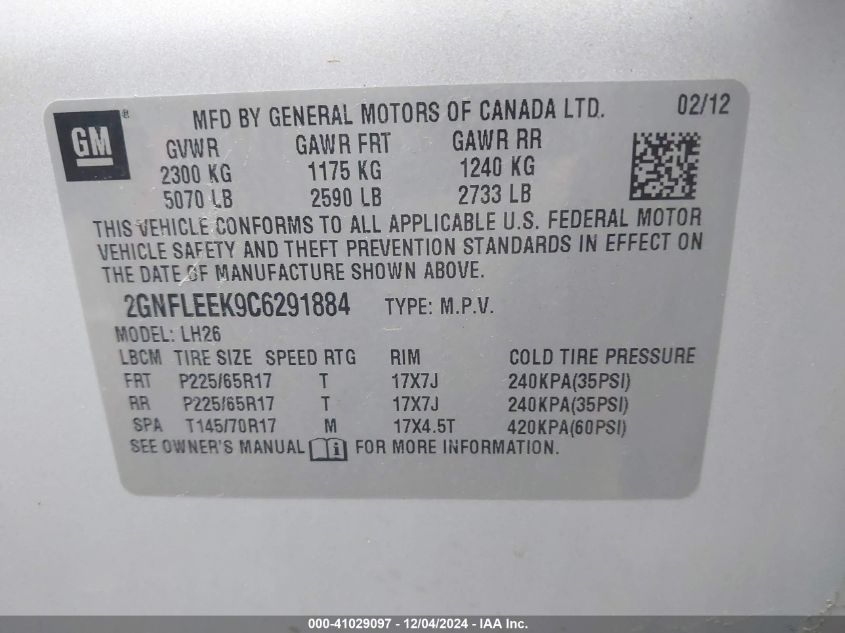 GM ® MFD BY GENERAL MOTORS OF CANADA LTD. 02/12
GVWR GAWR FRT GAWR RR
2300 KG 1175 KG 1240 KG
5070 LB 2590 LB 2733 LB
THIS VEHICLE CONFORMS TO ALL APPLICABLE U.S. FEDERAL MOTOR
VEHICLE SAFETY AND THEFT PREVENTION STANDARDS IN EFFECT ON
THE DATE OF MANUFACTURE SHOWN ABOVE.
2GNFLEEK9C6291884 TYPE: M.P.V.
MODEL: LH26
LBCM TIRE SIZE SPEED RTG RIM COLD TIRE PRESSURE
FRT P225/65R17 T 17X7J 240KPA(35PSI)
RR P225/65R17 T 17X7J 240KPA(35PSI)
SPA T145/70R17 M 17X4.5T 420KPA(60PSI)
SEE OWNER'S MANUAL i FOR MORE INFORMATION.
000-41029097 - 12/04/2024 - IAA Inc.